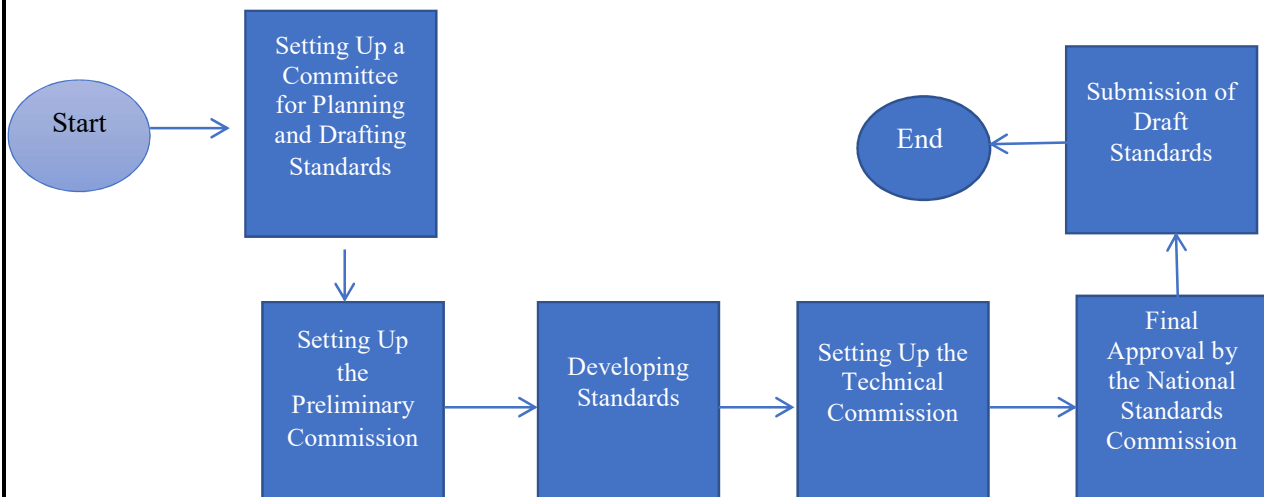 Start
Setting Up a
Committee
for Planning
and Drafting
Standards
Setting Up
the
Preliminary
Commission
Developing
Standards
Setting Up the
Technical
Commission
Final
Approval by
the National
Standards
Commission
Submission of
Draft
Standards
End